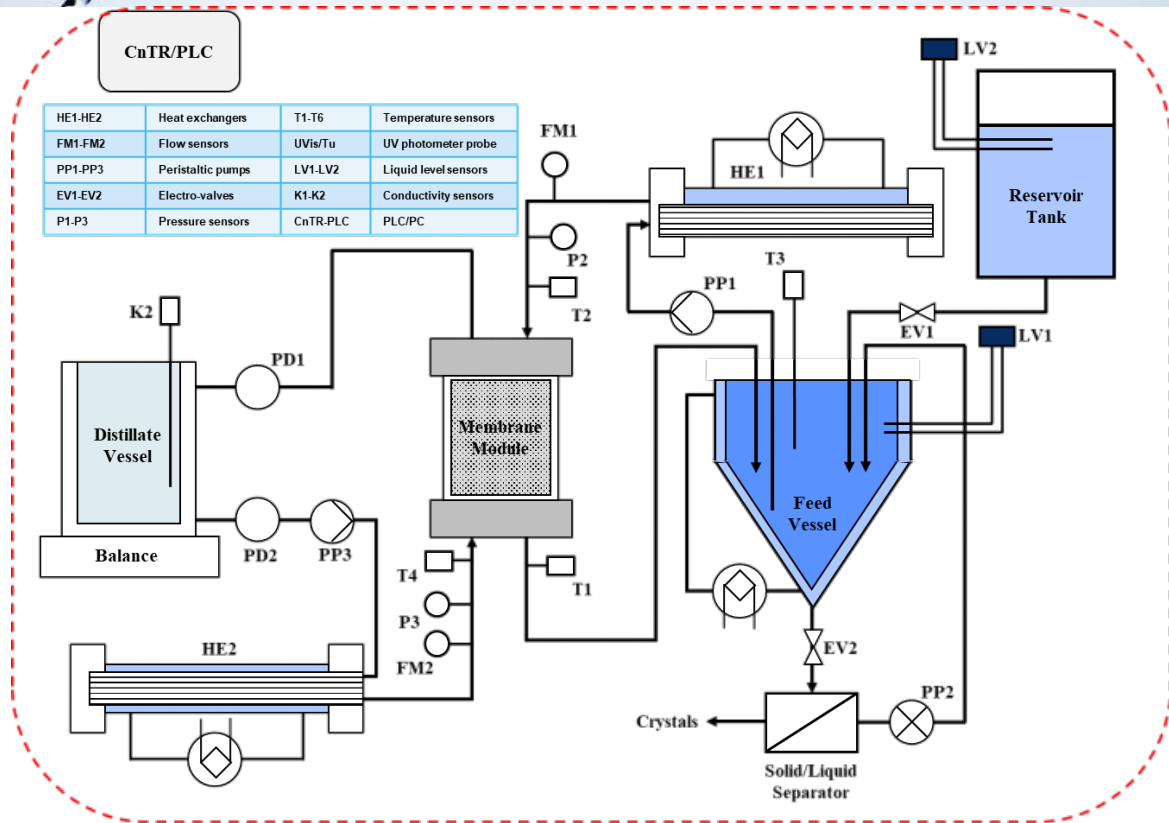 CnTR/PLC
HE1-HE2 Heat exchangers T1-T6 Temperature sensors
FM1-FM2 Flow sensors UVis/Tu UV photometer probe
PP1-PP3 Peristaltic pumps LV1-LV2 Liquid level sensors
EV1-EV2 Electro-valves K1-K2 Conductivity sensors
P1-P3 Pressure sensors CnTR-PLC PLC/PC
LV2
FM1
HE1
Reservoir
Tank
P2
T3
K2
T2
PP1
EV1
LV1
PD1
Membrane
Module
Distillate
Vessel
Feed
Vessel
Balance
PD2
PP3
T4
T1
P3
FM2
HE2
EV2
PP2
Crystals
Solid/Liquid
Separator